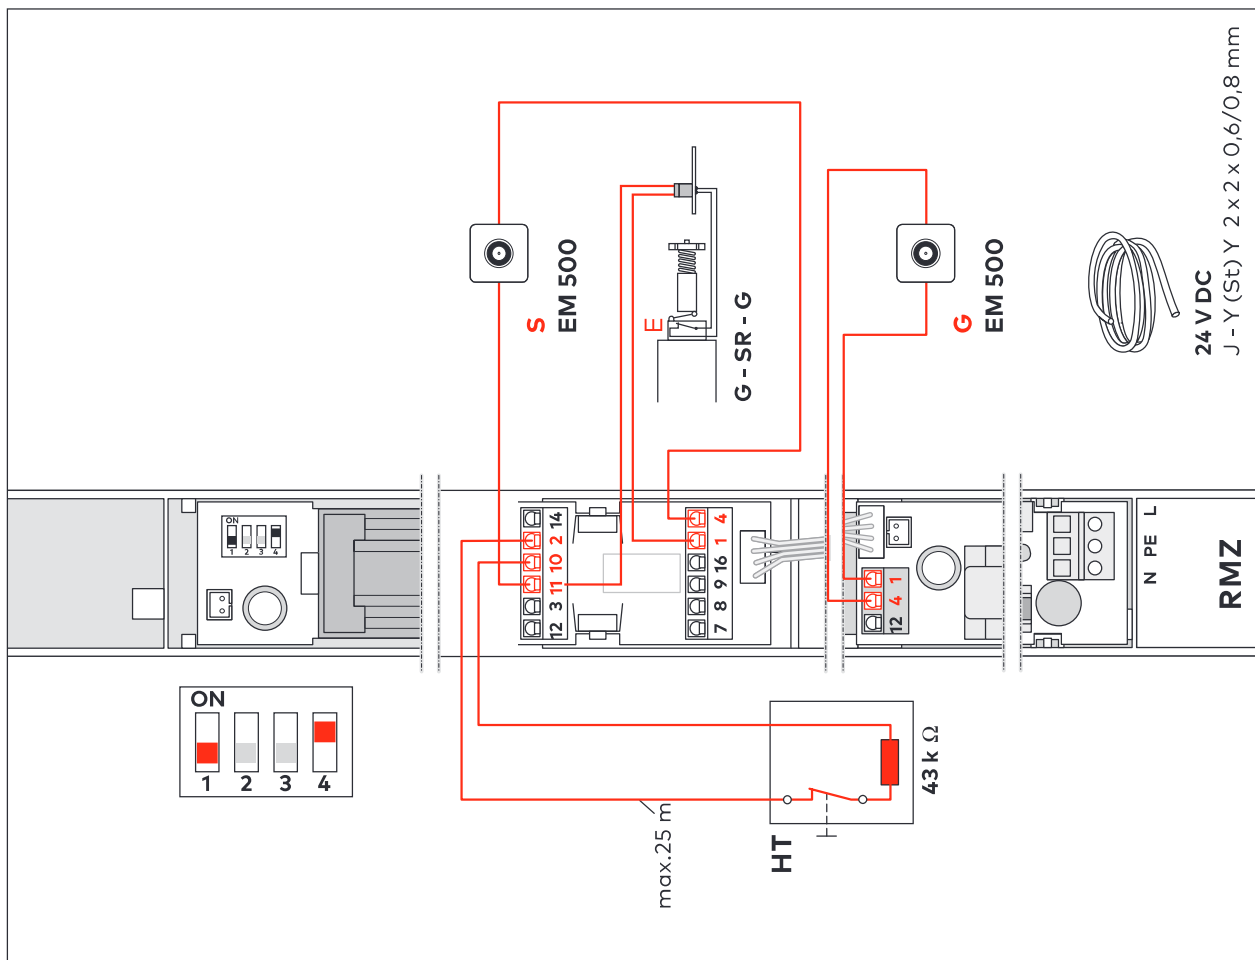 S
EM 500
E
G - SR - G
G
EM 500
24 V DC
J - Y (St) Y 2 x 2 x 0,6/0,8 mm
ON
1 2 3 4
14
2
10
11
3
12
4
1
16
9
8
7
1
4
12
N PE L
RMZ
ON
1 2 3 4
max.25 m
HT
43 k Ω